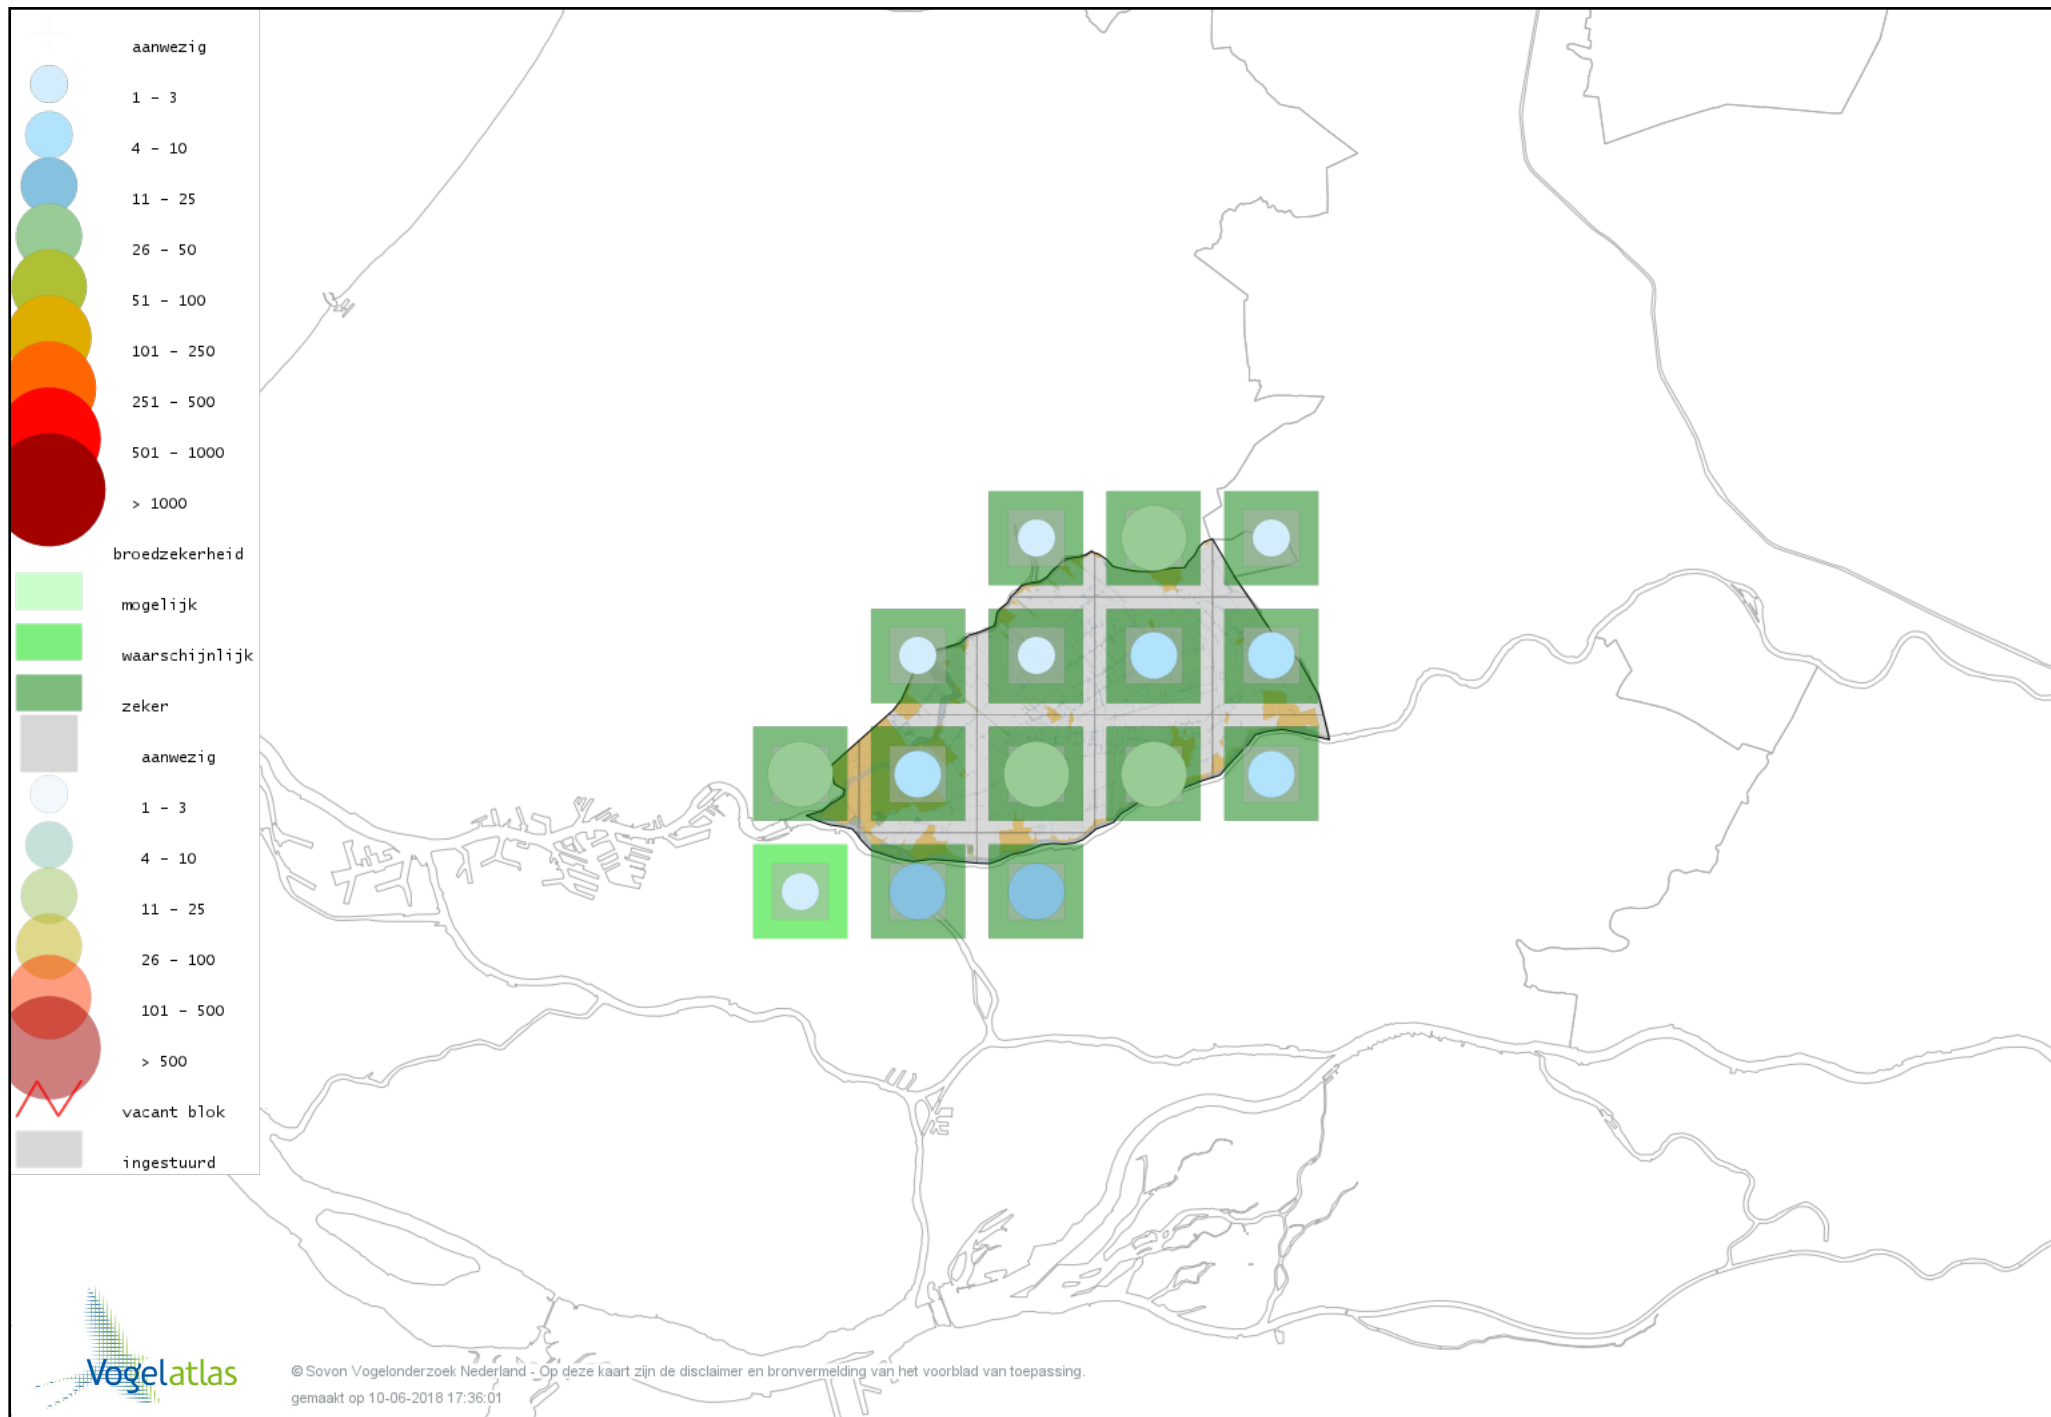 aanwezig
1 - 3
4 - 10
11 - 25
26 - 50
51 - 100
101 - 250
251 - 500
501 - 1000
> 1000
broedzekerheid
mogelijk
waarschijnlijk
zeker
aanwezig
1 - 3
4 - 10
11 - 25
26 - 100
101 - 500
> 500
vacant blok
ingestuurd
Vogelatlas
© Sovon Vogelonderzoek Nederland - Op deze kaart zijn de disclaimer en bronvermelding van het voorblad van toepassing.
gemaakt op 10-06-2018 17:36:01